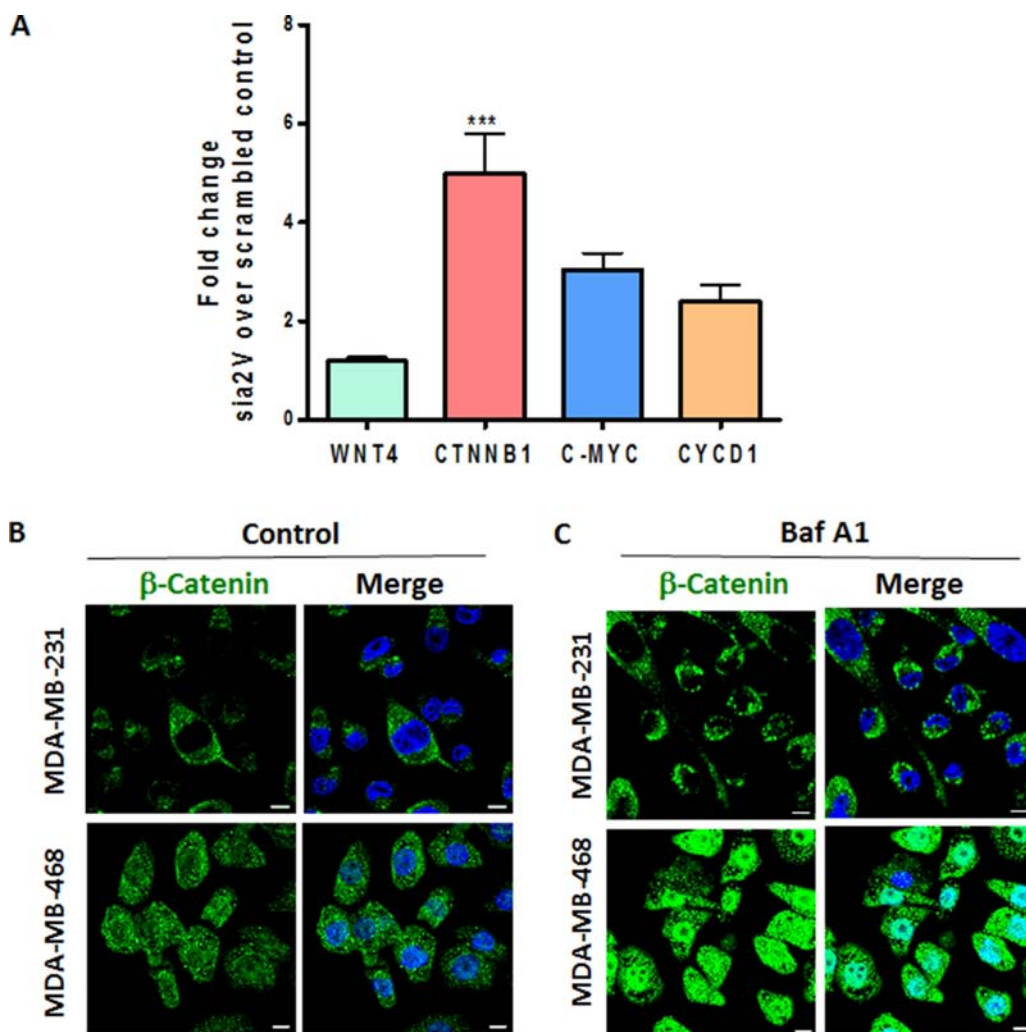 A
8
6
4
2
0
Fold change
sia2V over scrambled control
***
WNT4 CTNNB1 C-MYC CYCD1
B
Control
β-Catenin Merge
MDA-MB-231
MDA-MB-468
C
Baf A1
β-Catenin Merge
MDA-MB-231
MDA-MB-468